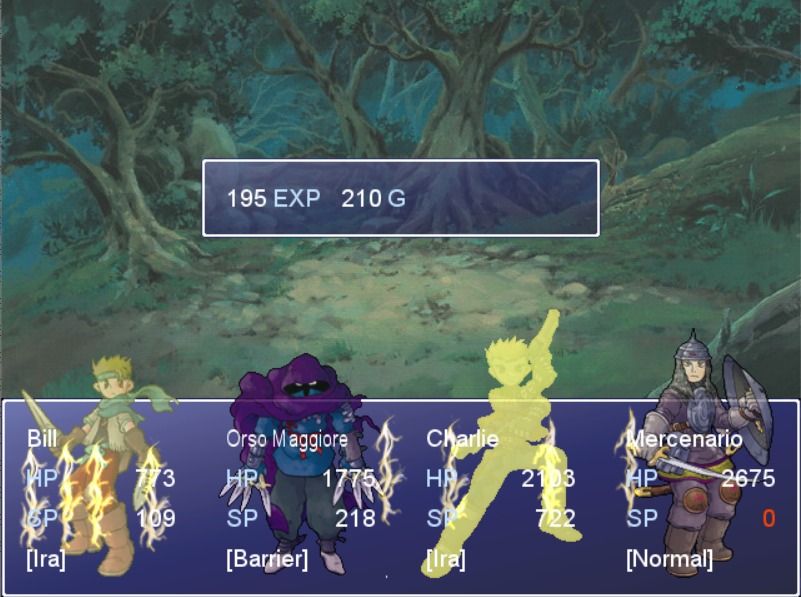 195 EXP 210 G
Bill Orso Maggiore Charlie Mercenario
HP 773 HP 1775 HP 2103 HP 2675
SP 109 SP 218 SP 722 SP 0
[Ira] [Barrier] [Ira] [Normal]